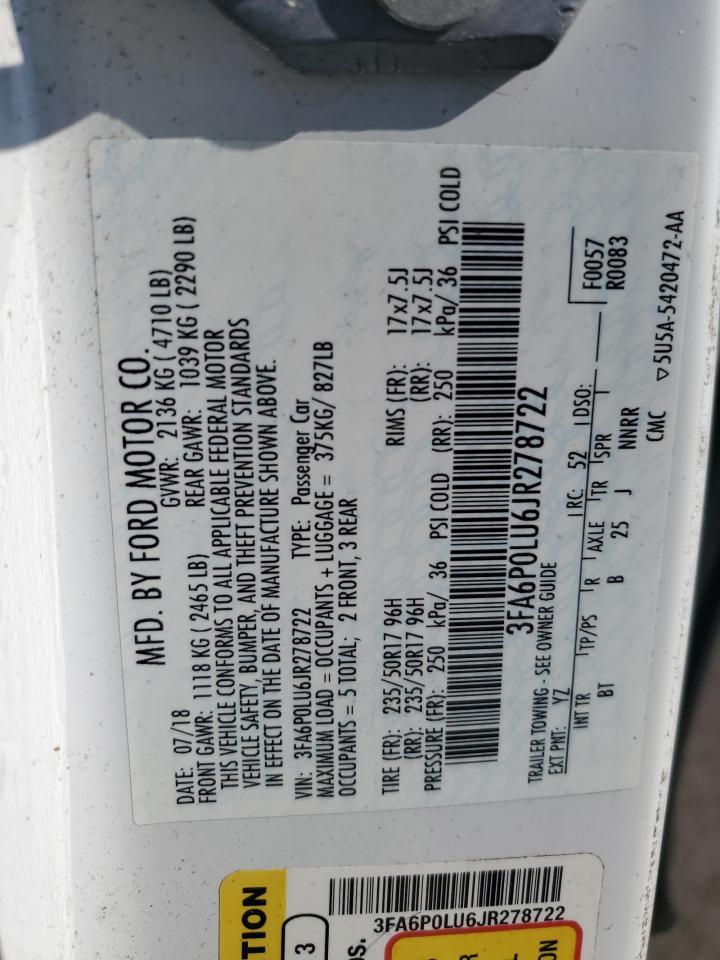 MFD. BY FORD MOTOR CO.
DATE: 07/18 GVWR: 2136 KG ( 4710 LB)
FRONT GAWR: 1118 KG ( 2465 LB) REAR GAWR: 1039 KG ( 2290 LB)
THIS VEHICLE CONFORMS TO ALL APPLICABLE FEDERAL MOTOR
VEHICLE SAFETY, BUMPER, AND THEFT PREVENTION STANDARDS
IN EFFECT ON THE DATE OF MANUFACTURE SHOWN ABOVE.
VIN: 3FA6P0LU6JR278722 TYPE: Passenger Car
MAXIMUM LOAD = OCCUPANTS + LUGGAGE = 375KG/ 827LB
OCCUPANTS = 5 TOTAL; 2 FRONT, 3 REAR
TIRE (FR): 235/50R17 96H RIMS (FR): 17x7.5J
(RR): 235/50R17 96H (RR): 17x7.5J
PRESSURE (FR): 250 kPa/ 36 PSI COLD (RR): 250 kPa/ 36 PSI COLD
3FA6P0LU6JR278722
TRAILER TOWING - SEE OWNER GUIDE
EXT PNT: YZ RC: 52 DSO: F0057
R0083
INT TR TP/PS R AXLE TR SPR
BT B 25 J NNRR
CMC ▽5U5A-5420472-AA
3FA6P0LU6JR278722
3